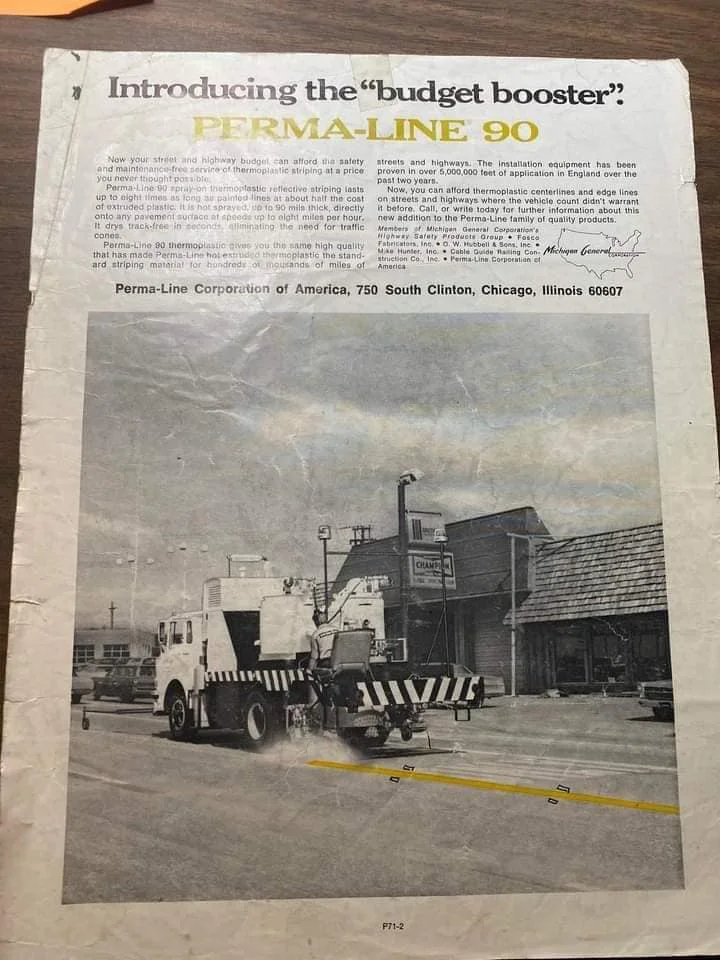 Introducing the “budget booster”.
PERMA-LINE 90
Now your street and highway budget can afford the safety
and maintenance-free service of thermoplastic striping at a price
you never thought possible.
Perma-Line 90 spray-on thermoplastic reflective striping lasts
up to eight times as long as painted lines at about half the cost
of extruded plastic. It is hot sprayed, up to 90 mils thick, directly
onto any pavement surface at speeds up to eight miles per hour.
It drys track-free in seconds, eliminating the need for traffic
cones.
Perma-Line 90 thermoplastic gives you the same high quality
that has made Perma-Line hot extruded thermoplastic the stand-
ard striping material for hundreds of thousands of miles of
streets and highways. The installation equipment has been
proven in over 5,000,000 feet of application in England over the
past two years.
Now, you can afford thermoplastic centerlines and edge lines
on streets and highways where the vehicle count didn't warrant
it before. Call, or write today for further information about this
new addition to the Perma-Line family of quality products.
Members of Michigan General Corporation's
Highway Safety Products Group • Fosco
Fabricators, Inc. • O. W. Hubbell & Sons, Inc. •
Mike Hunter, Inc. • Cable Guide Railing Con-
struction Co., Inc. • Perma-Line Corporation of
America
Michigan General
CORPORATION
Perma-Line Corporation of America, 750 South Clinton, Chicago, Illinois 60607
CHAMPION
P71-2